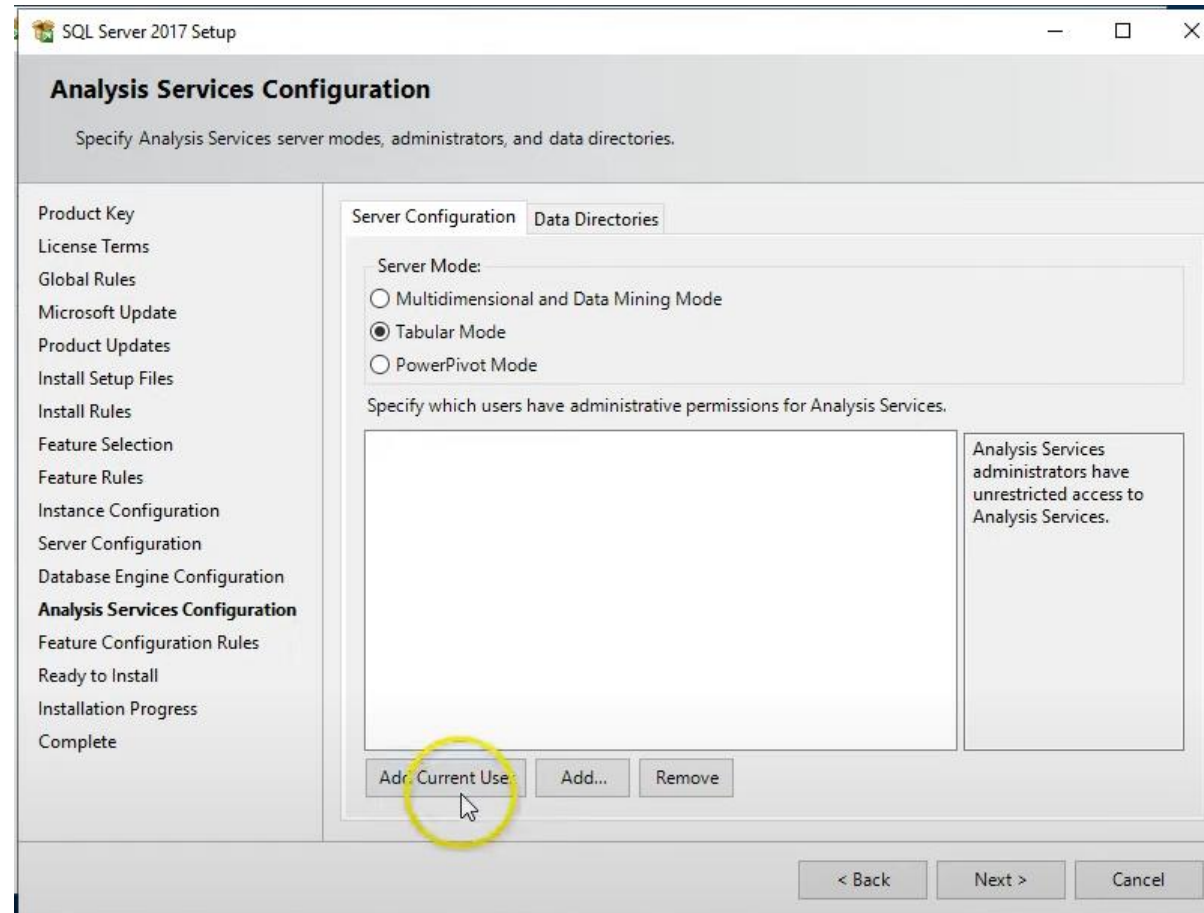 SQL Server 2017 Setup
Analysis Services Configuration
Specify Analysis Services server modes, administrators, and data directories.
Product Key
License Terms
Global Rules
Microsoft Update
Product Updates
Install Setup Files
Install Rules
Feature Selection
Feature Rules
Instance Configuration
Server Configuration
Database Engine Configuration
Analysis Services Configuration
Feature Configuration Rules
Ready to Install
Installation Progress
Complete
Server Configuration
Data Directories
Server Mode:
Multidimensional and Data Mining Mode
Tabular Mode
PowerPivot Mode
Specify which users have administrative permissions for Analysis Services.
Analysis Services
administrators have
unrestricted access to
Analysis Services.
Add Current User
Add...
Remove
< Back
Next >
Cancel